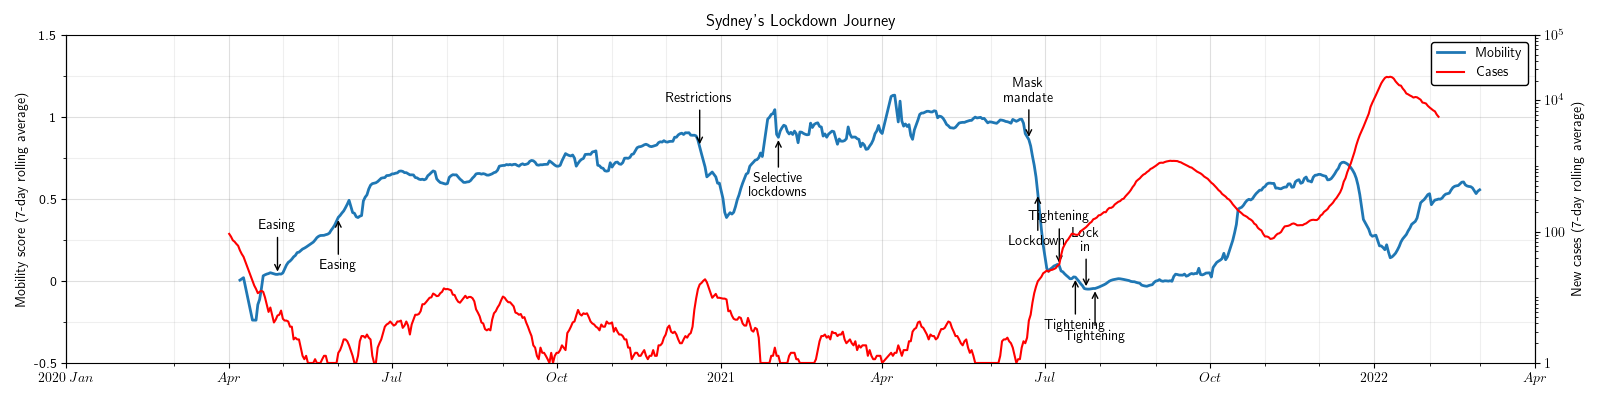 Sydney's Lockdown Journey
Mobility score (7-day rolling average)
New cases (7-day rolling average)
1.5
1
0.5
0
-0.5
10^5
10^4
100
1
Mobility
Cases
Restrictions
Mask
mandate
Selective
lockdowns
Easing
Easing
Tightening
Lockdown
Lock
in
Tightening
Tightening
2020 Jan
Apr
Jul
Oct
2021
Apr
Jul
Oct
2022
Apr